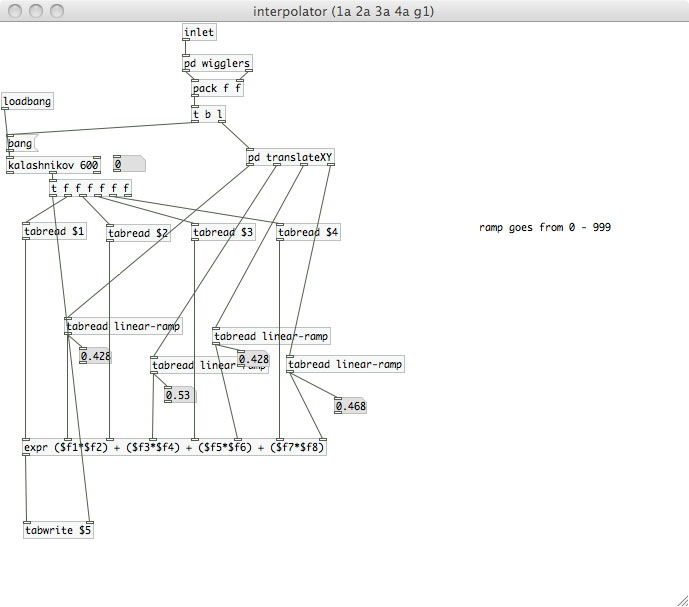 interpolator (1a 2a 3a 4a g1)
inlet
pd wigglers
pack f f
loadbang
t b l
bang
kalashnikov 600
0
pd translateXY
t f f f f f f
tabread $1
tabread $2
tabread $3
tabread $4
ramp goes from 0 - 999
tabread linear-ramp
0.428
tabread linear-ramp
0.428
tabread linear-ramp
tabread linear-ramp
0.53
0.468
expr ($f1*$f2) + ($f3*$f4) + ($f5*$f6) + ($f7*$f8)
tabwrite $5